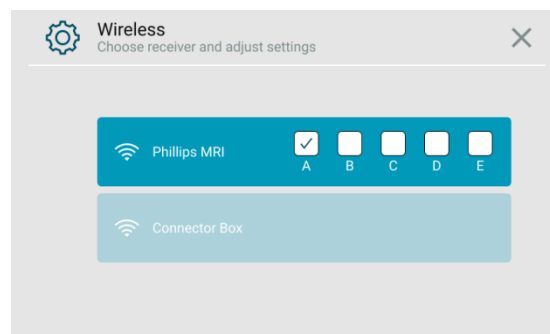 Wireless
Choose receiver and adjust settings
Phillips MRI
A B C D E
Connector Box